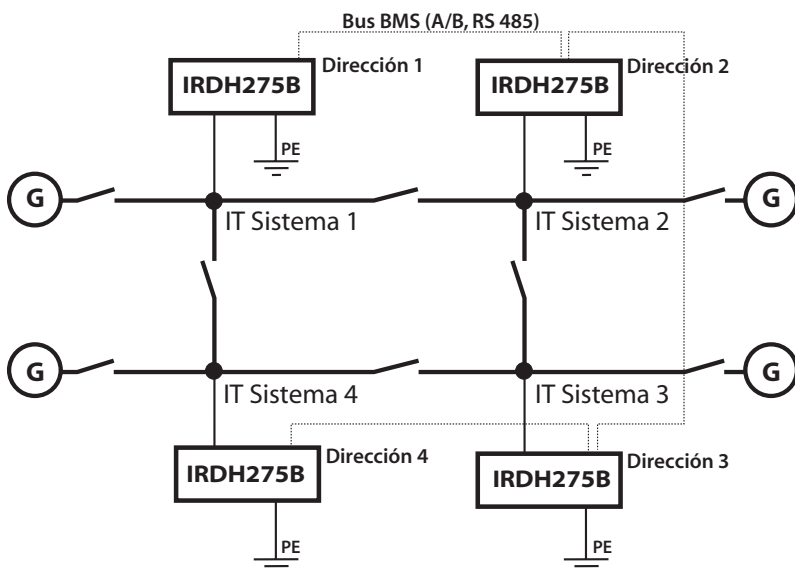 Bus BMS (A/B, RS 485)
Dirección 1
Dirección 2
IRDH275B
IRDH275B
PE
PE
G
G
IT Sistema 1
IT Sistema 2
G
G
IT Sistema 4
IT Sistema 3
Dirección 4
Dirección 3
IRDH275B
IRDH275B
PE
PE